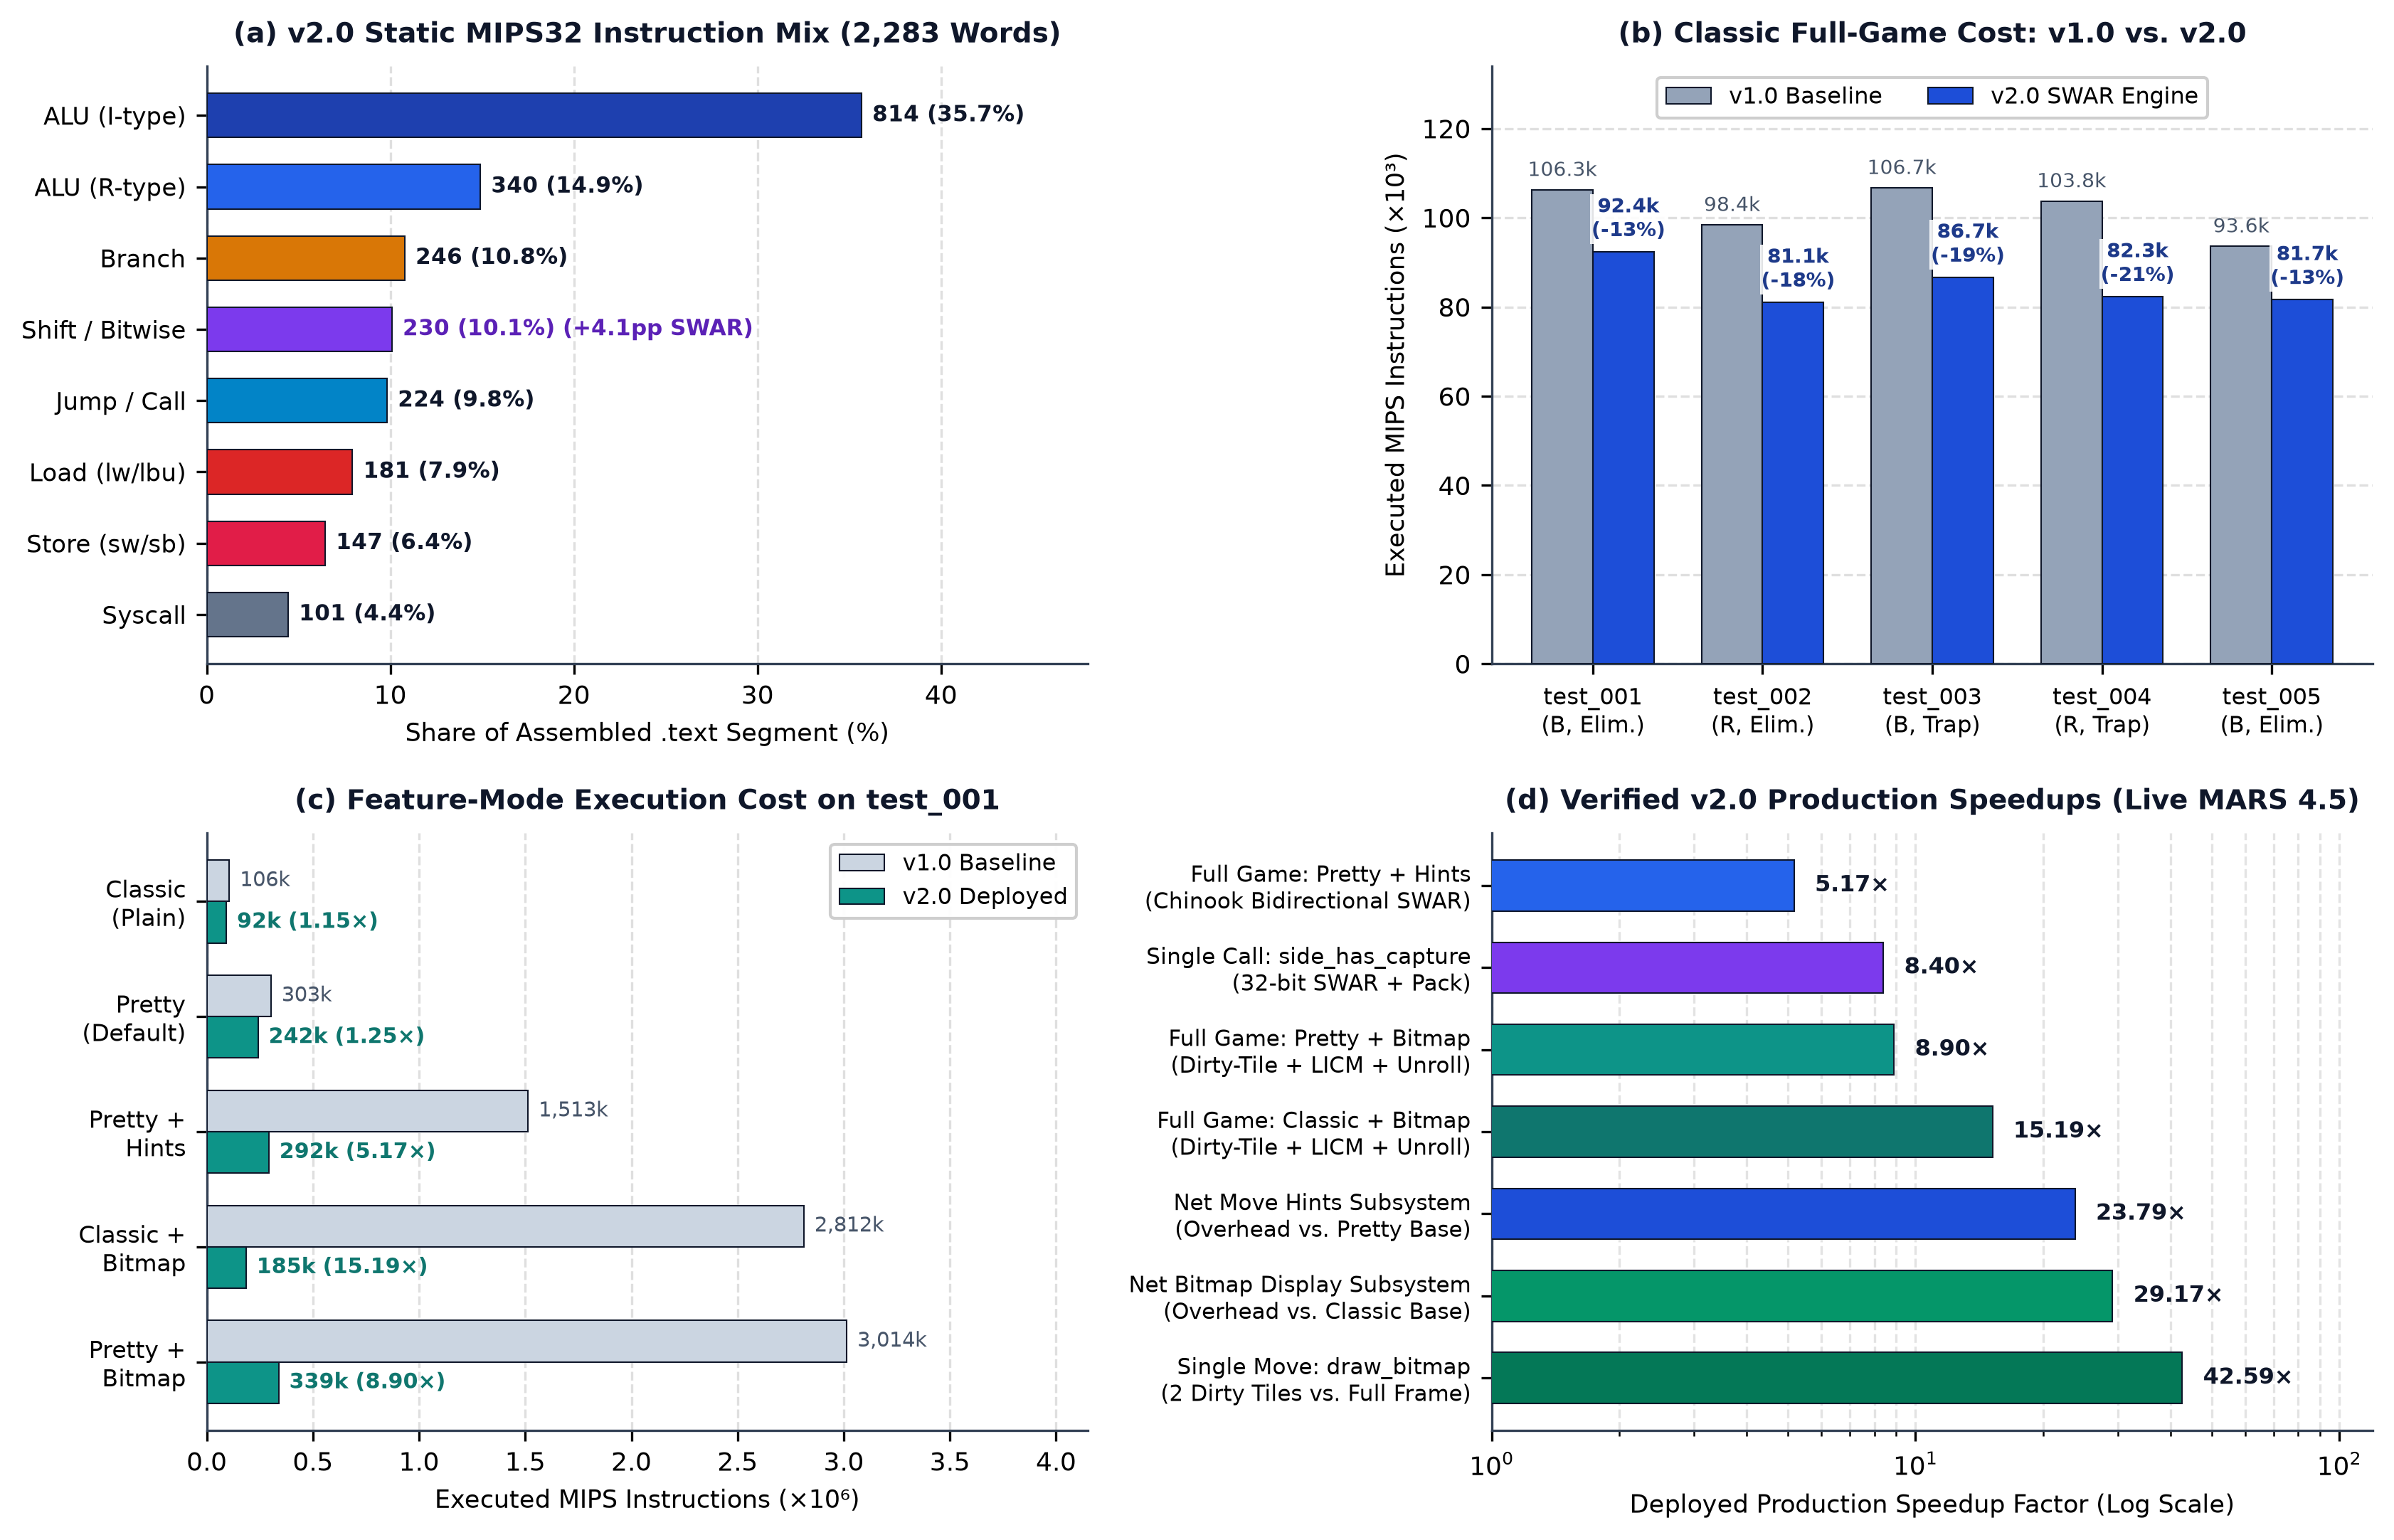 (a) v2.0 Static MIPS32 Instruction Mix (2,283 Words)
ALU (I-type)
814 (35.7%)
ALU (R-type)
340 (14.9%)
Branch
246 (10.8%)
Shift / Bitwise
230 (10.1%) (+4.1pp SWAR)
Jump / Call
224 (9.8%)
Load (lw/lbu)
181 (7.9%)
Store (sw/sb)
147 (6.4%)
Syscall
101 (4.4%)
0 10 20 30 40
Share of Assembled .text Segment (%)
(b) Classic Full-Game Cost: v1.0 vs. v2.0
v1.0 Baseline
v2.0 SWAR Engine
Executed MIPS Instructions (×10³)
120
100
80
60
40
20
0
106.3k
92.4k
(-13%)
98.4k
81.1k
(-18%)
106.7k
86.7k
(-19%)
103.8k
82.3k
(-21%)
93.6k
81.7k
(-13%)
test_001
(B, Elim.)
test_002
(R, Elim.)
test_003
(B, Trap)
test_004
(R, Trap)
test_005
(B, Elim.)
(c) Feature-Mode Execution Cost on test_001
v1.0 Baseline
v2.0 Deployed
Classic
(Plain)
106k
92k (1.15×)
Pretty
(Default)
303k
242k (1.25×)
Pretty +
Hints
1,513k
292k (5.17×)
Classic +
Bitmap
2,812k
185k (15.19×)
Pretty +
Bitmap
3,014k
339k (8.90×)
0.0 0.5 1.0 1.5 2.0 2.5 3.0 3.5 4.0
Executed MIPS Instructions (×10⁶)
(d) Verified v2.0 Production Speedups (Live MARS 4.5)
Full Game: Pretty + Hints
(Chinook Bidirectional SWAR)
5.17×
Single Call: side_has_capture
(32-bit SWAR + Pack)
8.40×
Full Game: Pretty + Bitmap
(Dirty-Tile + LICM + Unroll)
8.90×
Full Game: Classic + Bitmap
(Dirty-Tile + LICM + Unroll)
15.19×
Net Move Hints Subsystem
(Overhead vs. Pretty Base)
23.79×
Net Bitmap Display Subsystem
(Overhead vs. Classic Base)
29.17×
Single Move: draw_bitmap
(2 Dirty Tiles vs. Full Frame)
42.59×
10⁰ 10¹ 10²
Deployed Production Speedup Factor (Log Scale)